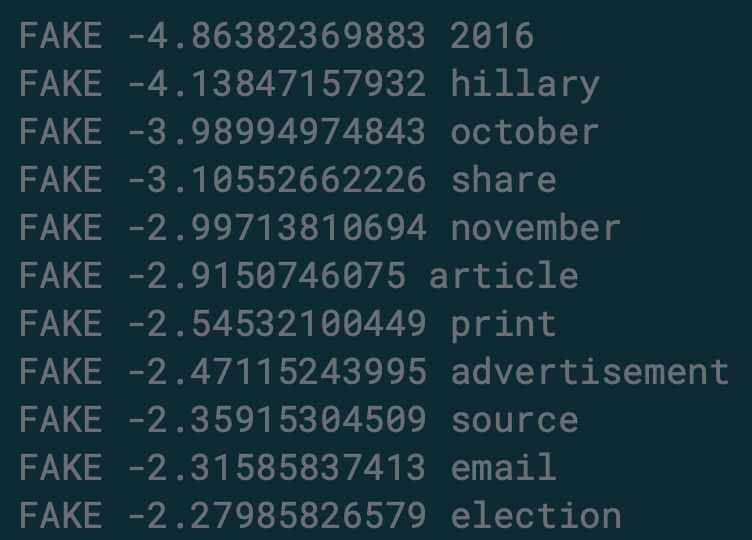 FAKE -4.86382369883 2016
FAKE -4.13847157932 hillary
FAKE -3.98994974843 october
FAKE -3.10552662226 share
FAKE -2.99713810694 november
FAKE -2.9150746075 article
FAKE -2.54532100449 print
FAKE -2.47115243995 advertisement
FAKE -2.35915304509 source
FAKE -2.31585837413 email
FAKE -2.27985826579 election